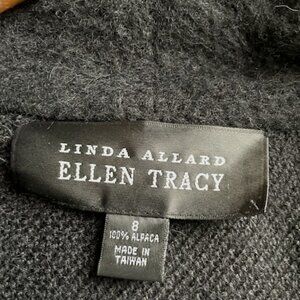 LINDA ALLARD
ELLEN TRACY
8
100% ALPACA
MADE IN
TAIWAN